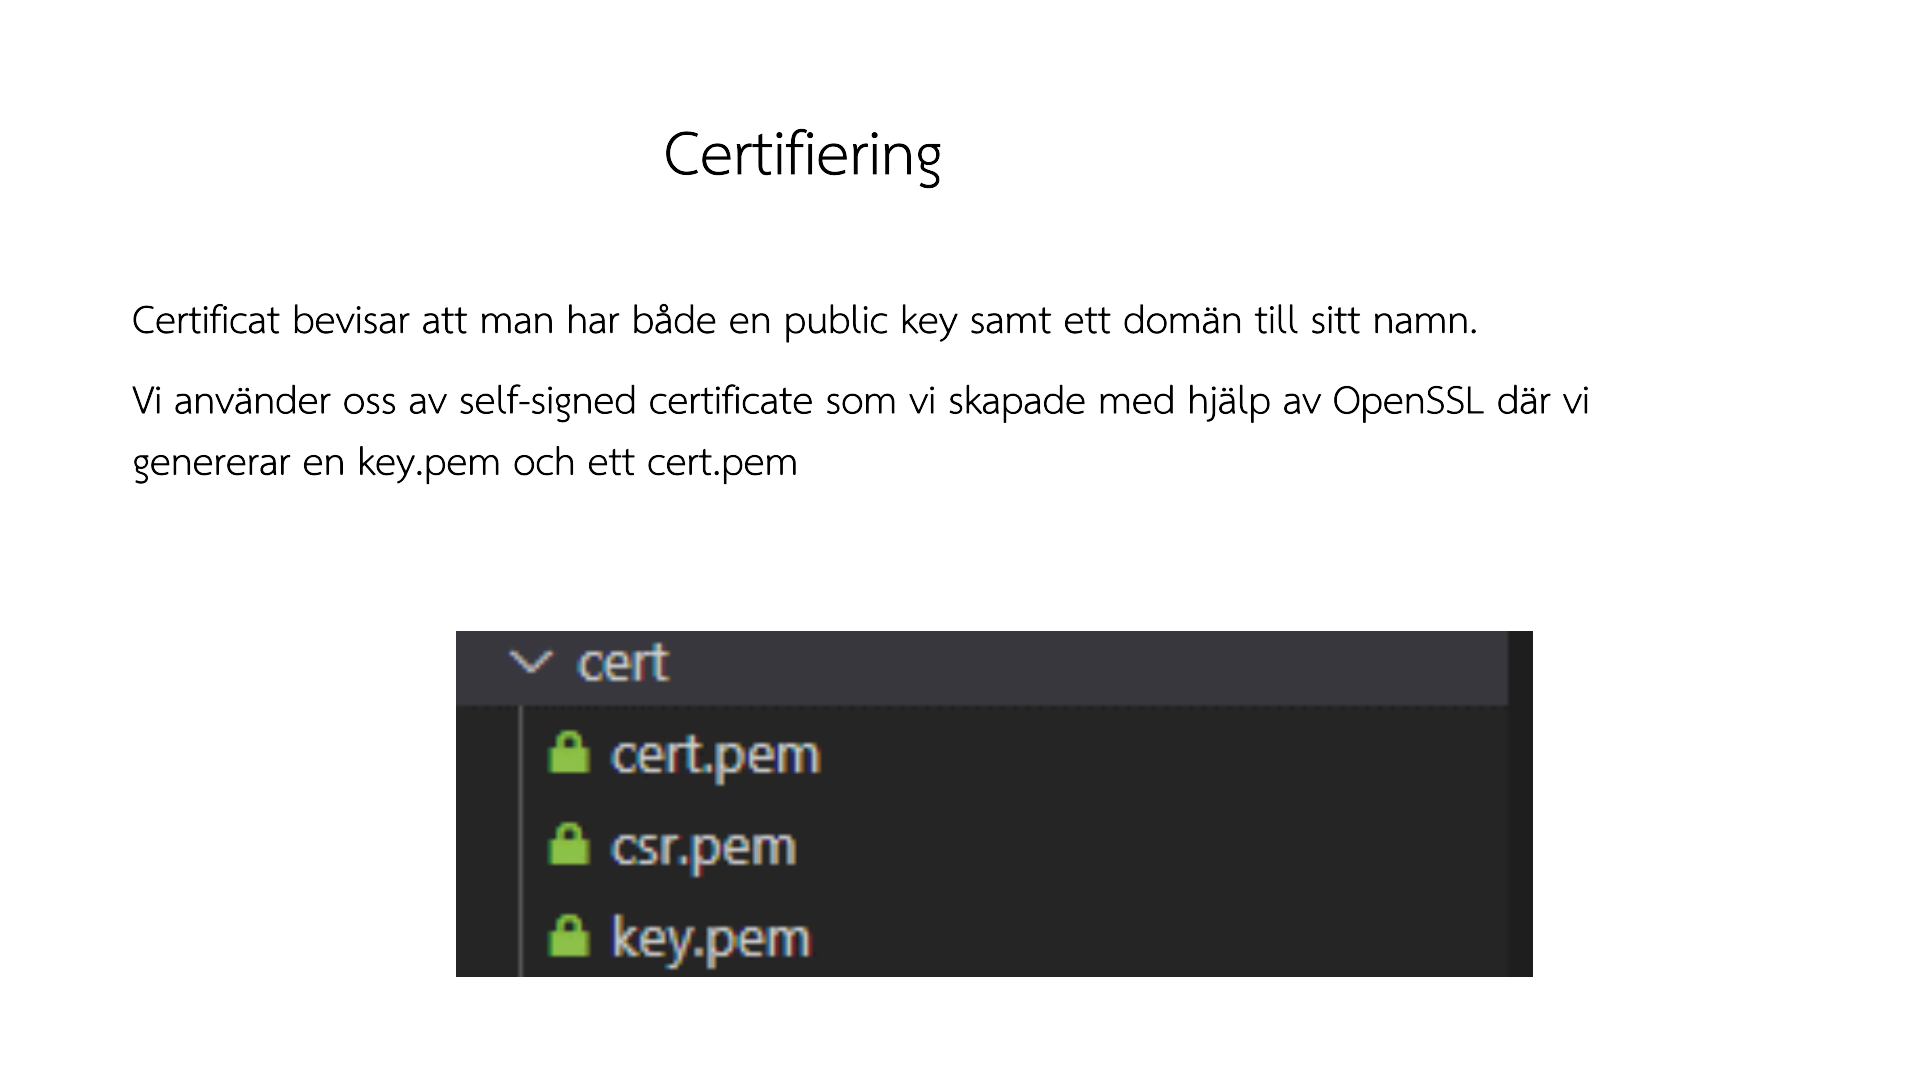 Certifiering
Certificat bevisar att man har både en public key samt ett domän till sitt namn.
Vi använder oss av self-signed certificate som vi skapade med hjälp av OpenSSL där vi
genererar en key.pem och ett cert.pem
cert
cert.pem
csr.pem
key.pem